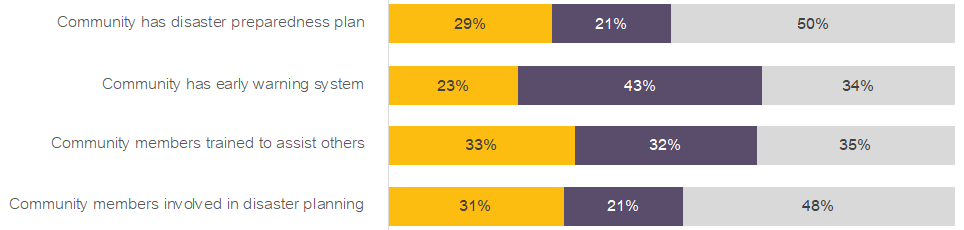 Community has disaster preparedness plan 29% 21% 50%
Community has early warning system 23% 43% 34%
Community members trained to assist others 33% 32% 35%
Community members involved in disaster planning 31% 21% 48%